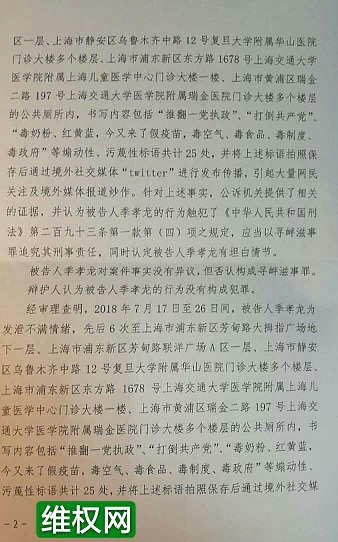 区一层、上海市静安区乌鲁木齐中路 12 号复旦大学附属华山医院
门诊大楼多个楼层、上海市浦东新区东方路 1678 号上海交通大学
医学院附属上海儿童医学中心门诊大楼一楼、上海市黄浦区瑞金
二路 197 号上海交通大学医学院附属瑞金医院门诊大楼多个楼层
的公共厕所内，书写内容包括“推翻一党执政”、“打倒共产党”、
“毒奶粉、红黄蓝，今又来了假疫苗，毒空气、毒食品、毒制度、
毒政府”等煽动性、污蔑性标语共计 25 处，并将上述标语拍照保
存后通过境外社交媒体“twitter”进行发布传播，引起大量网民
关注及境外媒体报道炒作。针对上述事实，公诉机关提供了相关
的证据，并认为被告人季孝龙的行为触犯了《中华人民共和国刑
法》第二百九十三条第一款第（四）项之规定，应当以寻衅滋事
罪追究其刑事责任，同时认定被告人季孝龙有坦白情节。
被告人季孝龙对案件事实没有异议，但否认构成寻衅滋事罪。
辩护人认为被告人季孝龙的行为没有构成犯罪。
经审理查明，2018 年 7 月 17 日至 26 日间，被告人季孝龙为
发泄不满情绪，先后 6 次至上海市浦东新区芳甸路大拇指广场地
下一层、上海市浦东新区芳甸路联洋广场 A 区一层、上海市静安
区乌鲁木齐中路 12 号复旦大学附属华山医院门诊大楼多个楼层、
上海市浦东新区东方路 1678 号上海交通大学医学院附属上海儿
童医学中心门诊大楼一楼、上海市黄浦区瑞金二路 197 号上海交
通大学医学院附属瑞金医院门诊大楼多个楼层的公共厕所内，书
写内容包括“推翻一党执政”、“打倒共产党”、“毒奶粉、红黄蓝，
今又来了假疫苗，毒空气、毒食品、毒制度、毒政府”等煽动性、
污蔑性标语共计 25 处，并将上述标语拍照保存后通过境外社交媒
- 2 -
维权网